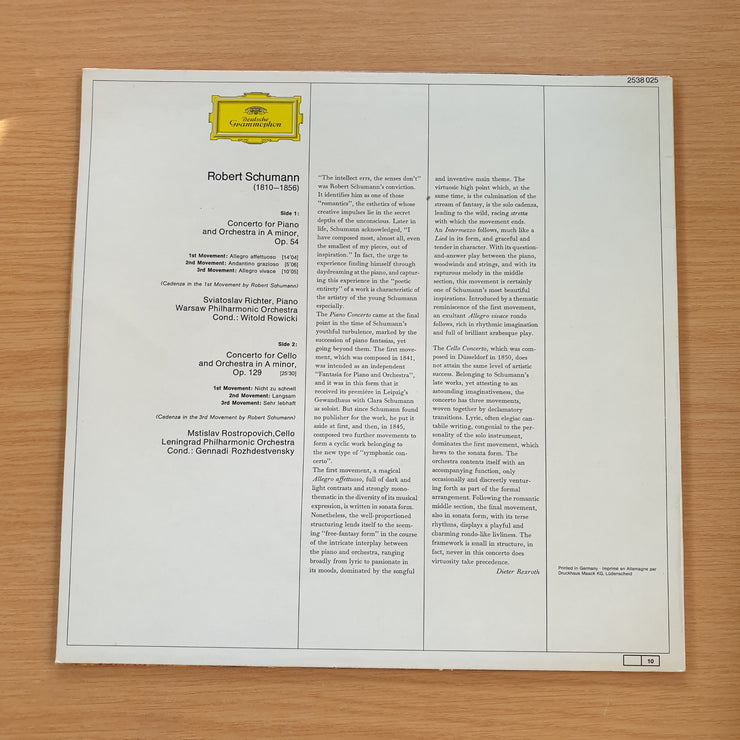 2538 025
Deutsche
Grammophon
Robert Schumann
(1810—1856)
Side 1:
Concerto for Piano
and Orchestra in A minor,
Op. 54
1st Movement: Allegro affettuoso [14'04]
2nd Movement: Andantino grazioso [5'06]
3rd Movement: Allegro vivace [10'05]
(Cadenza in the 1st Movement by Robert Schumann)
Sviatoslav Richter, Piano
Warsaw Philharmonic Orchestra
Cond.: Witold Rowicki
Side 2:
Concerto for Cello
and Orchestra in A minor,
Op. 129 [25'30]
1st Movement: Nicht zu schnell
2nd Movement: Langsam
3rd Movement: Sehr lebhaft
(Cadenza in the 3rd Movement by Robert Schumann)
Mstislav Rostropovich, Cello
Leningrad Philharmonic Orchestra
Cond.: Gennadi Rozhdestvensky
"The intellect errs, the senses don't"
was Robert Schumann's conviction.
It identifies him as one of those
"romantics", the esthetics of whose
creative impulses lie in the secret
depths of the unconscious. Later in
life, Schumann acknowledged, "I
have composed most, almost all, even
the smallest of my pieces, out of
inspiration." In fact, the urge to
experience finding himself through
daydreaming at the piano, and captur-
ing this experience in the "poetic
entirety" of a work is characteristic of
the artistry of the young Schumann
especially.
The Piano Concerto came at the final
point in the time of Schumann's
youthful turbulence, marked by the
succession of piano fantasias, yet
going beyond them. The first move-
ment, which was composed in 1841,
was intended as an independent
"Fantasia for Piano and Orchestra",
and it was in this form that it
received its première in Leipzig's
Gewandhaus with Clara Schumann
as soloist. But since Schumann found
no publisher for the work, he put it
aside at first, and then, in 1845,
composed two further movements to
form a cyclic work belonging to
the new type of "symphonic con-
certo".
The first movement, a magical
Allegro affettuoso, full of dark and
light contrasts and strongly mono-
thematic in the diversity of its musical
expression, is written in sonata form.
Nonetheless, the well-proportioned
structuring lends itself to the seem-
ing "free-fantasy form" in the course
of the intricate interplay between
the piano and orchestra, ranging
broadly from lyric to passionate in
its moods, dominated by the songful
and inventive main theme. The
virtuosic high point which, at the
same time, is the culmination of the
stream of fantasy, is the solo cadenza,
leading to the wild, racing stretta
with which the movement ends.
An Intermezzo follows, much like a
Lied in its form, and graceful and
tender in character. With its question-
and-answer play between the piano,
woodwinds and strings, and with its
rapturous melody in the middle
section, this movement is certainly
one of Schumann's most beautiful
inspirations. Introduced by a thematic
reminiscence of the first movement,
an exultant Allegro vivace rondo
follows, rich in rhythmic imagination
and full of brilliant arabesque play.
The Cello Concerto, which was com-
posed in Düsseldorf in 1850, does
not attain the same level of artistic
success. Belonging to Schumann's
late works, yet attesting to an
astounding imaginativeness, the
concerto has three movements,
woven together by declamatory
transitions. Lyric, often elegiac can-
tabile writing, congenial to the per-
sonality of the solo instrument,
dominates the first movement, which
hews to the sonata form. The
orchestra contents itself with an
accompanying function, only
occasionally and discreetly ventur-
ing forth as part of the formal
arrangement. Following the romantic
middle section, the final movement,
also in sonata form, with its terse
rhythms, displays a playful and
charming rondo-like livliness. The
framework is small in structure, in
fact, never in this concerto does
virtuosity take precedence.
Dieter Rexroth
Printed in Germany · Imprimé en Allemagne par
Druckhaus Maack KG, Lüdenscheid
10